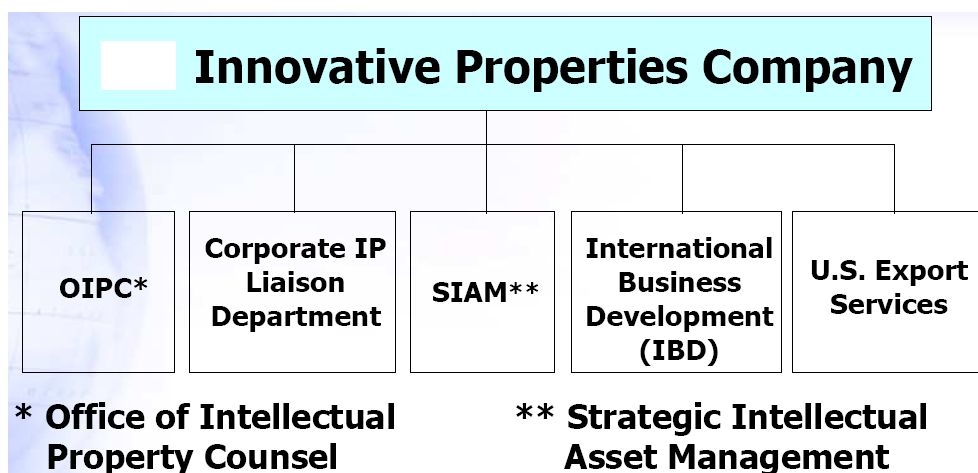 Innovative Properties Company
OIPC*
Corporate IP
Liaison
Department
SIAM**
International
Business
Development
(IBD)
U.S. Export
Services
* Office of Intellectual
Property Counsel
** Strategic Intellectual
Asset Management